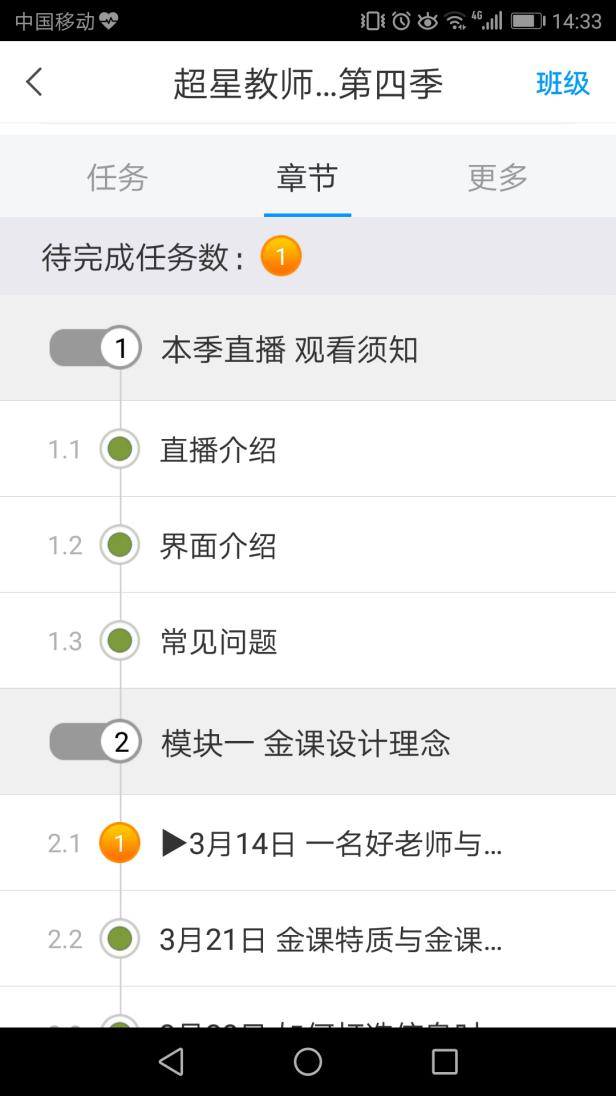 中国移动 4G 14:33
超星教师...第四季 班级
任务 章节 更多
待完成任务数: 1
1 本季直播 观看须知
1.1 直播介绍
1.2 界面介绍
1.3 常见问题
2 模块一 金课设计理念
2.1 1 ▶3月14日 一名好老师与...
2.2 3月21日 金课特质与金课...